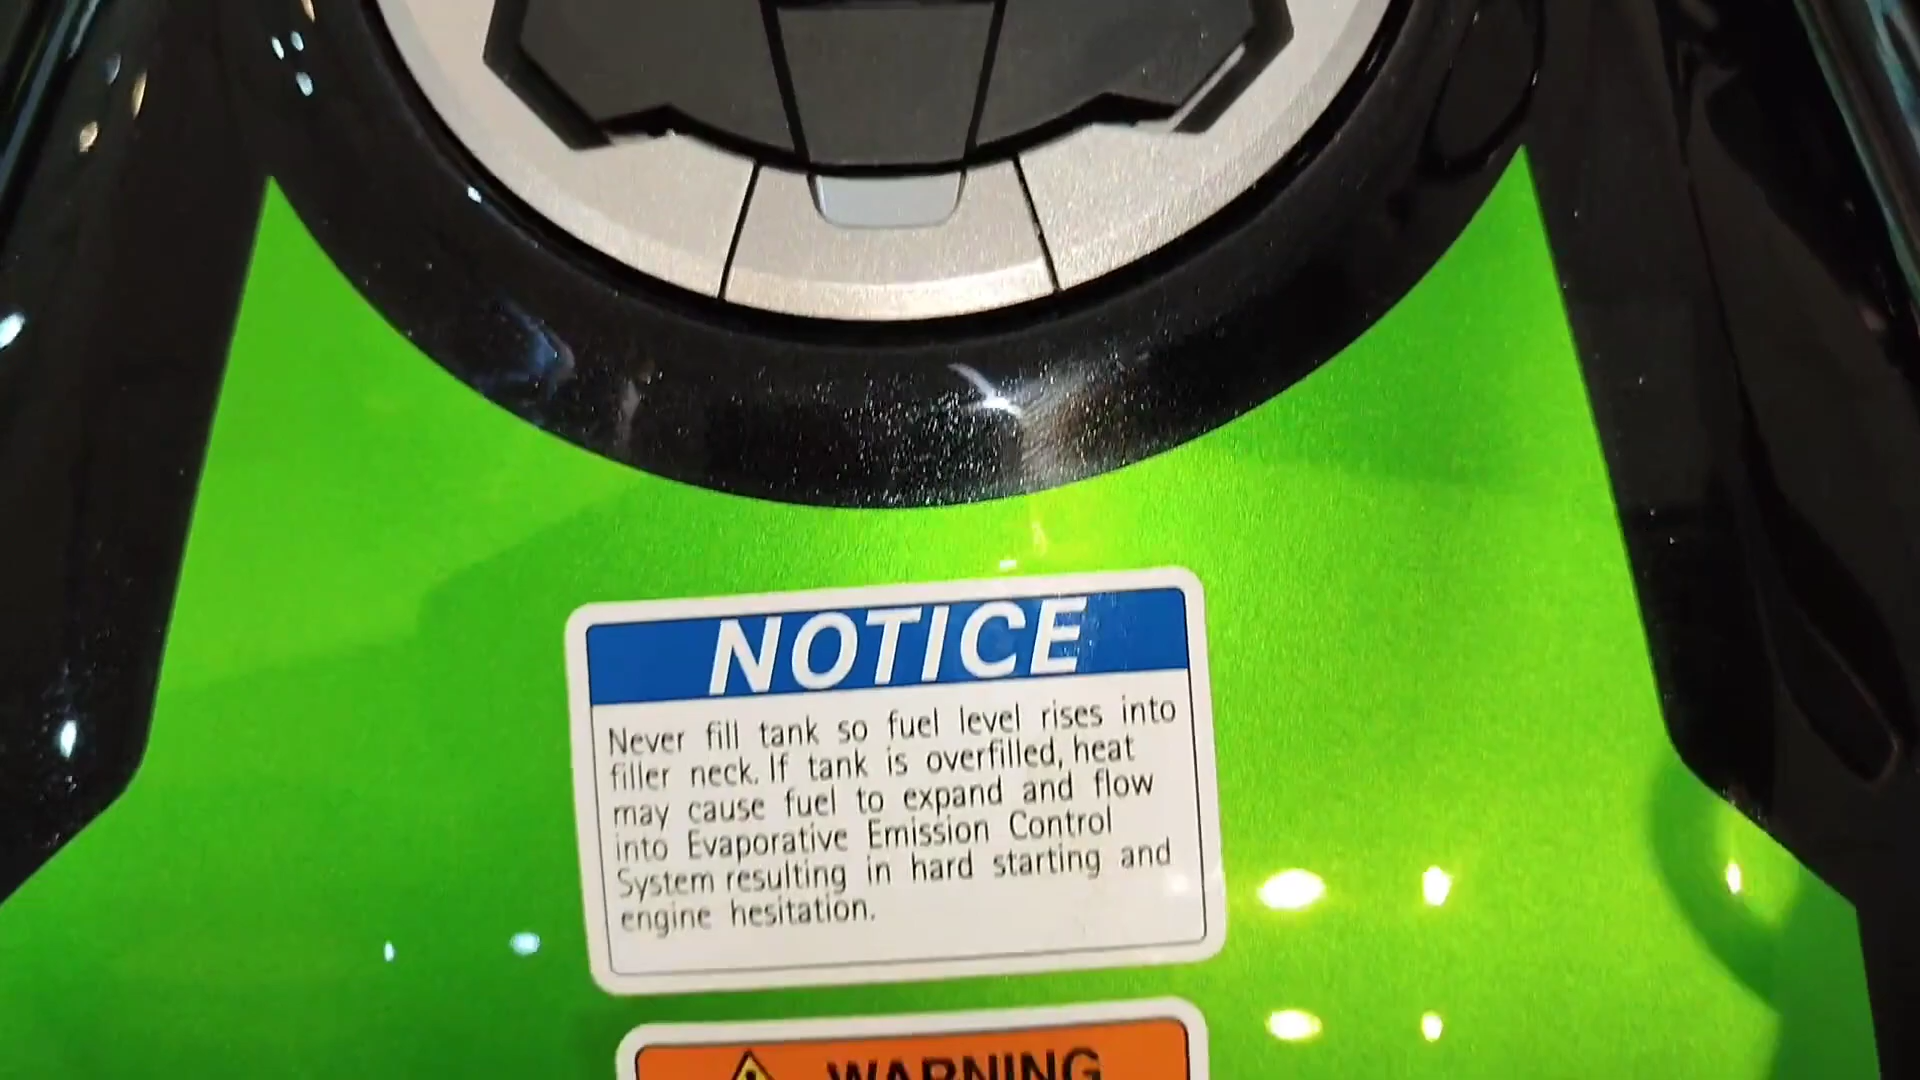 NOTICE
Never fill tank so fuel level rises into
filler neck. If tank is overfilled, heat
may cause fuel to expand and flow
into Evaporative Emission Control
System resulting in hard starting and
engine hesitation.
WARNING